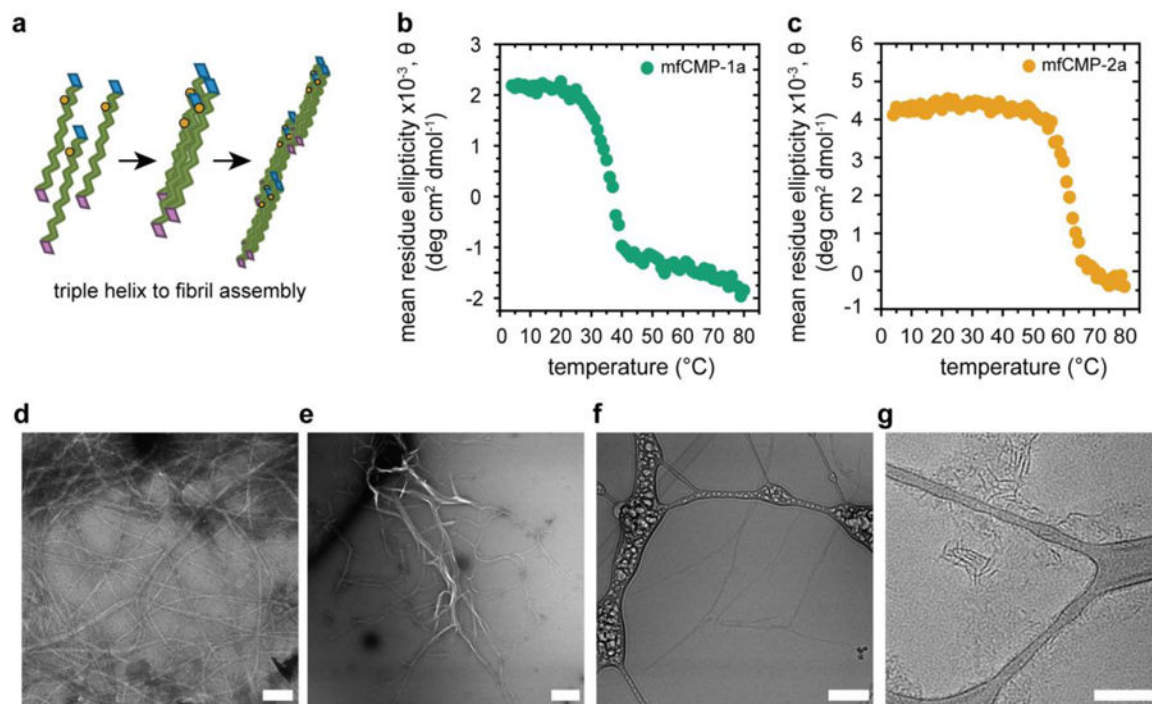 a
triple helix to fibril assembly
b
mean residue ellipticity x10⁻³, θ
(deg cm² dmol⁻¹)
3
2
1
0
-1
-2
mfCMP-1a
0 10 20 30 40 50 60 70 80
temperature (°C)
c
mean residue ellipticity x10⁻³, θ
(deg cm² dmol⁻¹)
6
5
4
3
2
1
0
-1
mfCMP-2a
0 10 20 30 40 50 60 70 80
temperature (°C)
d
e
f
g